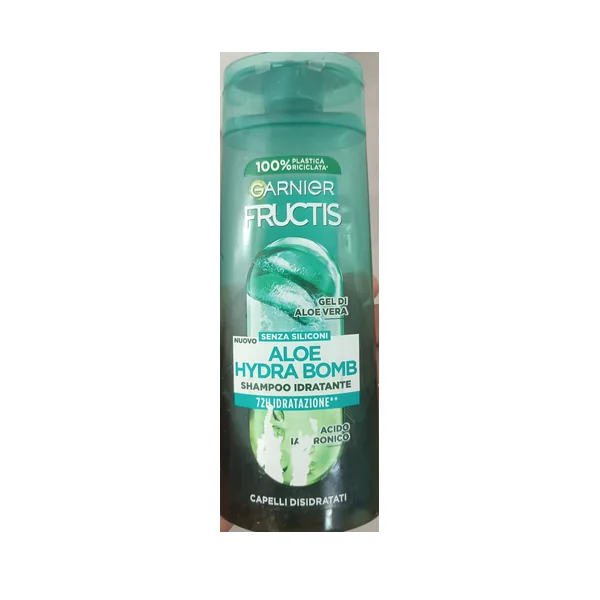 100% PLASTICA
RICICLATA*
GARNIER
FRUCTIS
GEL DI
ALOE VERA
SENZA SILICONI
NUOVO
ALOE
HYDRA BOMB
SHAMPOO IDRATANTE
72H IDRATAZIONE**
ACIDO
CAPELLI DISIDRATATI